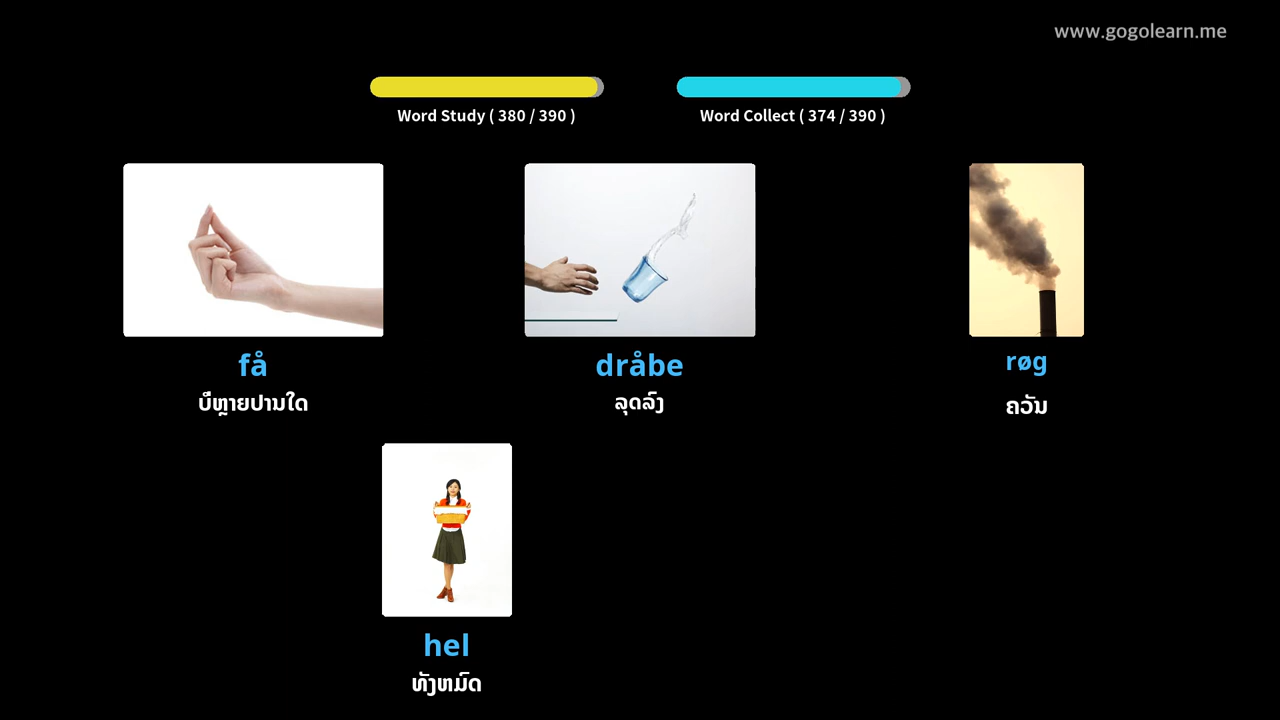 www.gogolearn.me
Word Study ( 380 / 390 )
Word Collect ( 374 / 390 )
få
ບໍ່ຫຼາຍປານໃດ
dråbe
ລຸດລົງ
røg
ຄວັນ
hel
ທັງຫມົດ